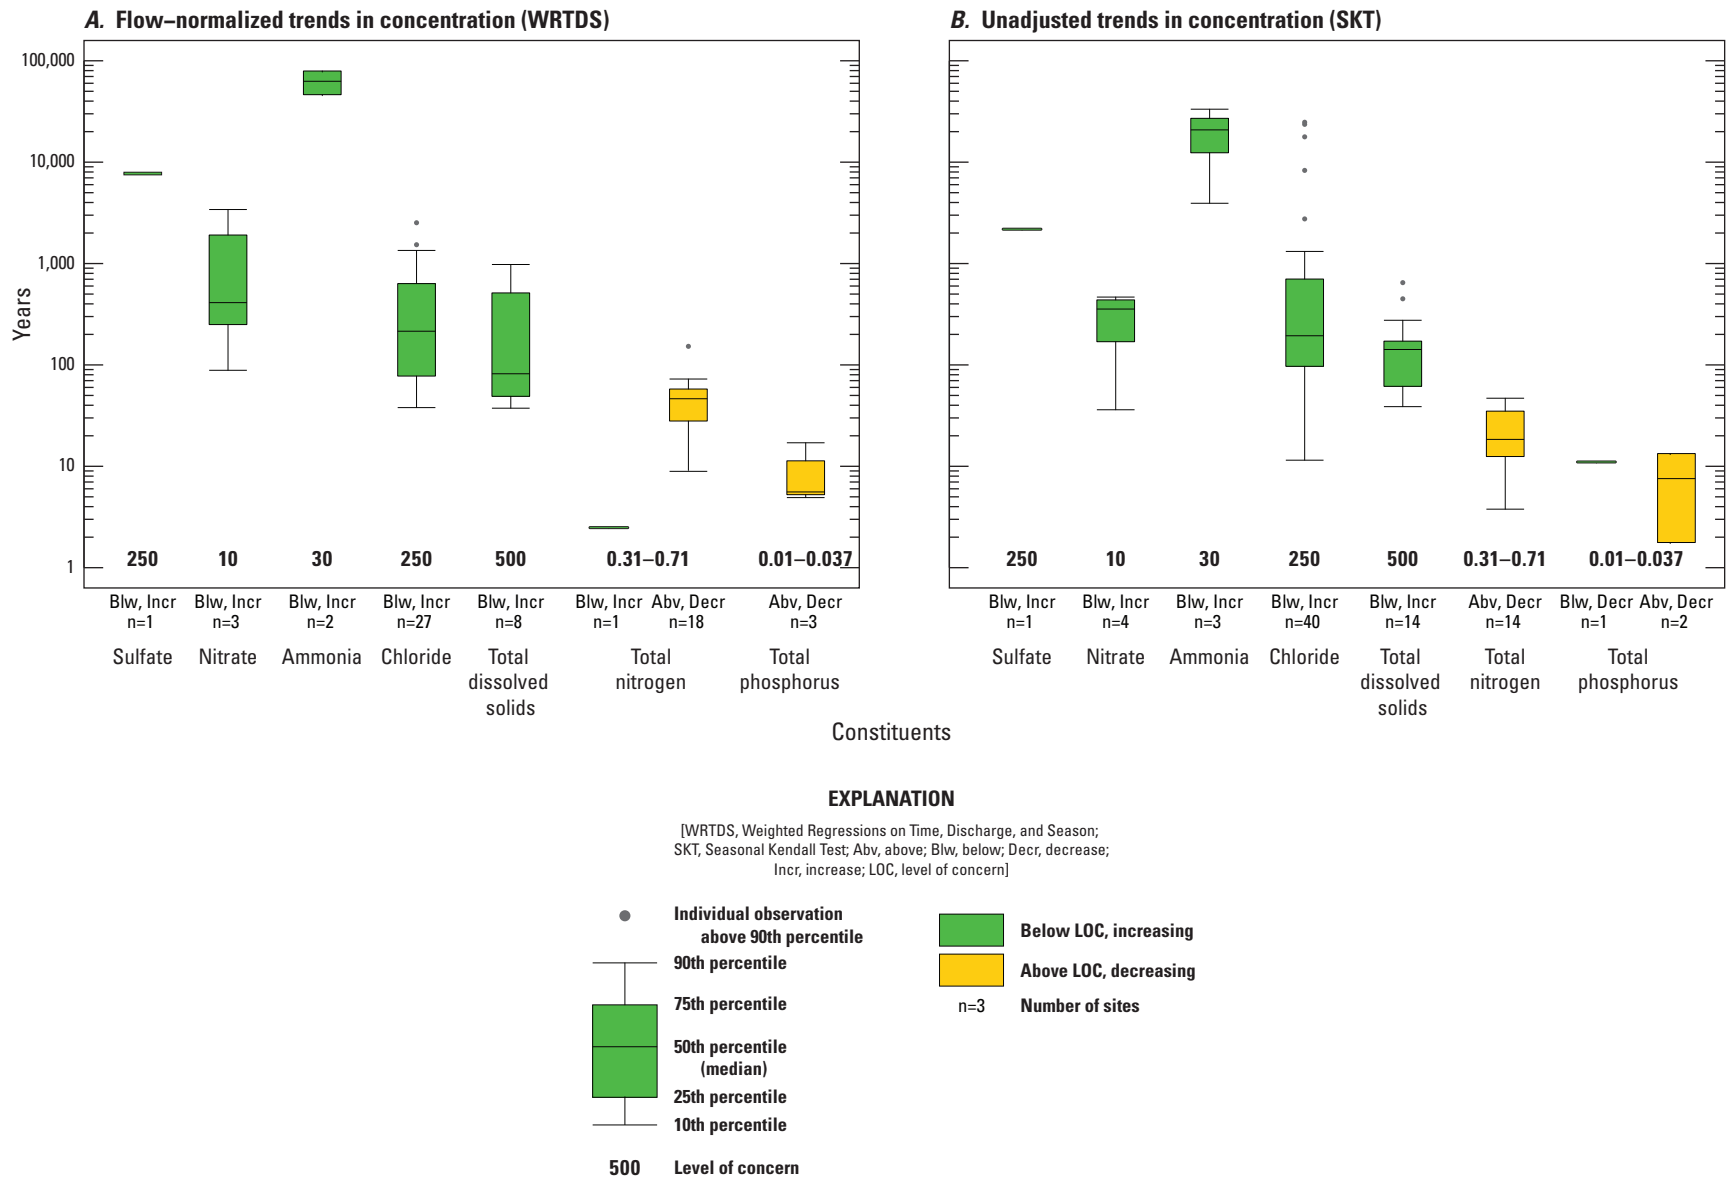 A. Flow–normalized trends in concentration (WRTDS)
B. Unadjusted trends in concentration (SKT)
Years
100,000
10,000
1,000
100
10
1
250 10 30 250 500 0.31–0.71 0.01–0.037
250 10 30 250 500 0.31–0.71 0.01–0.037
Blw, Incr Blw, Incr Blw, Incr Blw, Incr Blw, Incr Blw, Incr Abv, Decr Abv, Decr
n=1 n=3 n=2 n=27 n=8 n=1 n=18 n=3
Sulfate Nitrate Ammonia Chloride Total Total Total
dissolved nitrogen phosphorus
solids
Blw, Incr Blw, Incr Blw, Incr Blw, Incr Blw, Incr Abv, Decr Blw, Decr Abv, Decr
n=1 n=4 n=3 n=40 n=14 n=14 n=1 n=2
Sulfate Nitrate Ammonia Chloride Total Total Total
dissolved nitrogen phosphorus
solids
Constituents
EXPLANATION
[WRTDS, Weighted Regressions on Time, Discharge, and Season;
SKT, Seasonal Kendall Test; Abv, above; Blw, below; Decr, decrease;
Incr, increase; LOC, level of concern]
Individual observation
above 90th percentile
90th percentile
75th percentile
50th percentile
(median)
25th percentile
10th percentile
500 Level of concern
Below LOC, increasing
Above LOC, decreasing
n=3 Number of sites